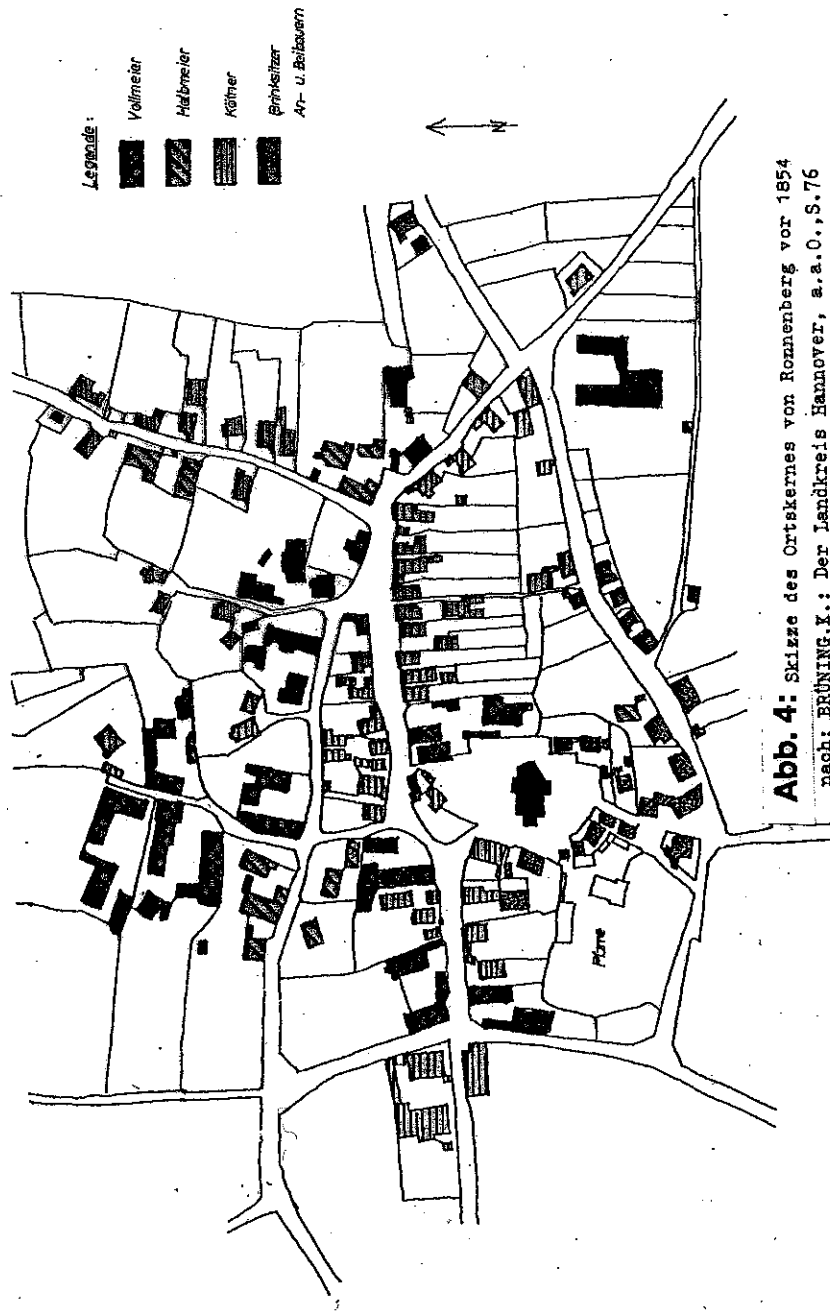 Legende:
Vollmeier
Halbmeier
Kötner
Brinksitzer
An- u. Beibauern
N
Pfarre
Abb. 4: Skizze des Ortskernes von Ronnenberg vor 1854
nach: BRÜNING.K.: Der Landkreis Hannover, a.a.O.,S.76